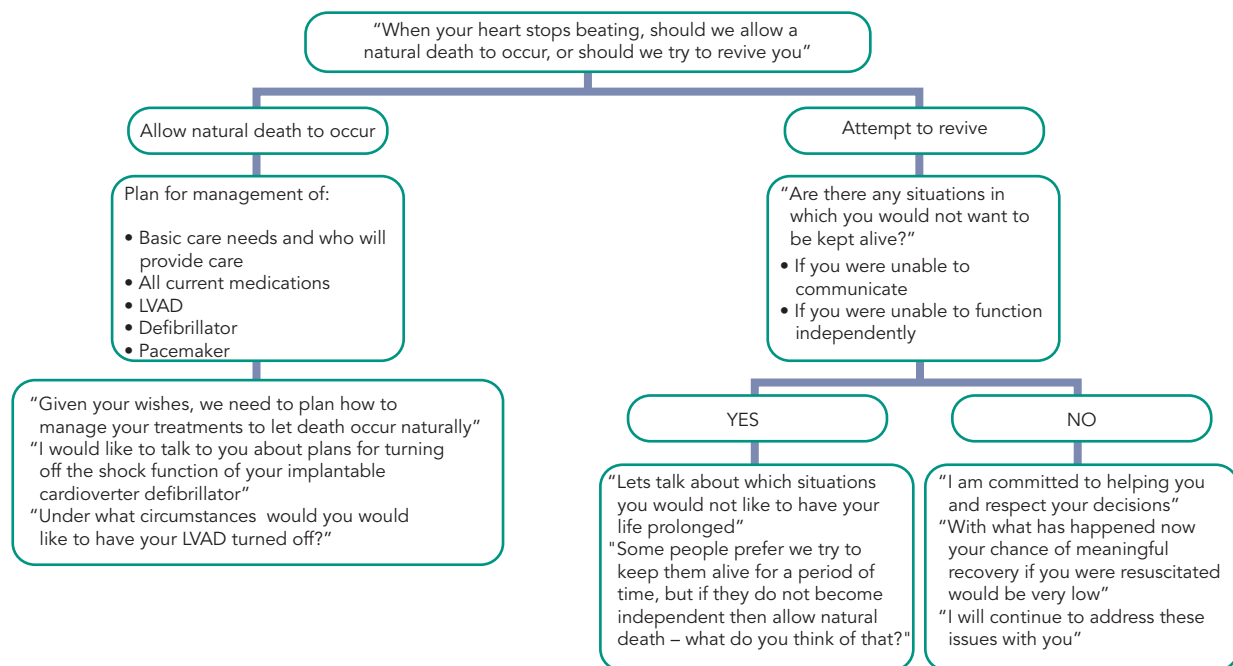 “When your heart stops beating, should we allow a
natural death to occur, or should we try to revive you”
Allow natural death to occur
Plan for management of:
• Basic care needs and who will
provide care
• All current medications
• LVAD
• Defibrillator
• Pacemaker
“Given your wishes, we need to plan how to
manage your treatments to let death occur naturally”
“I would like to talk to you about plans for turning
off the shock function of your implantable
cardioverter defibrillator”
“Under what circumstances would you would
like to have your LVAD turned off?”
Attempt to revive
“Are there any situations in
which you would not want to
be kept alive?”
• If you were unable to
communicate
• If you were unable to function
independently
YES
“Lets talk about which situations
you would not like to have your
life prolonged”
"Some people prefer we try to
keep them alive for a period of
time, but if they do not become
independent then allow natural
death – what do you think of that?"
NO
“I am committed to helping you
and respect your decisions”
“With what has happened now
your chance of meaningful
recovery if you were resuscitated
would be very low”
“I will continue to address these
issues with you”